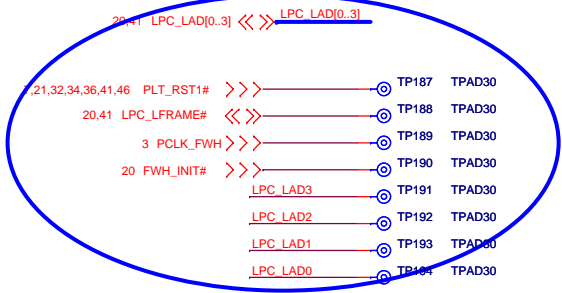 20,41 LPC_LAD[0..3] LPC_LAD[0..3]
,21,32,34,36,41,46 PLT_RST1# TP187 TPAD30
20,41 LPC_LFRAME# TP188 TPAD30
3 PCLK_FWH TP189 TPAD30
20 FWH_INIT# TP190 TPAD30
LPC_LAD3 TP191 TPAD30
LPC_LAD2 TP192 TPAD30
LPC_LAD1 TP193 TPAD30
LPC_LAD0 TP194 TPAD30